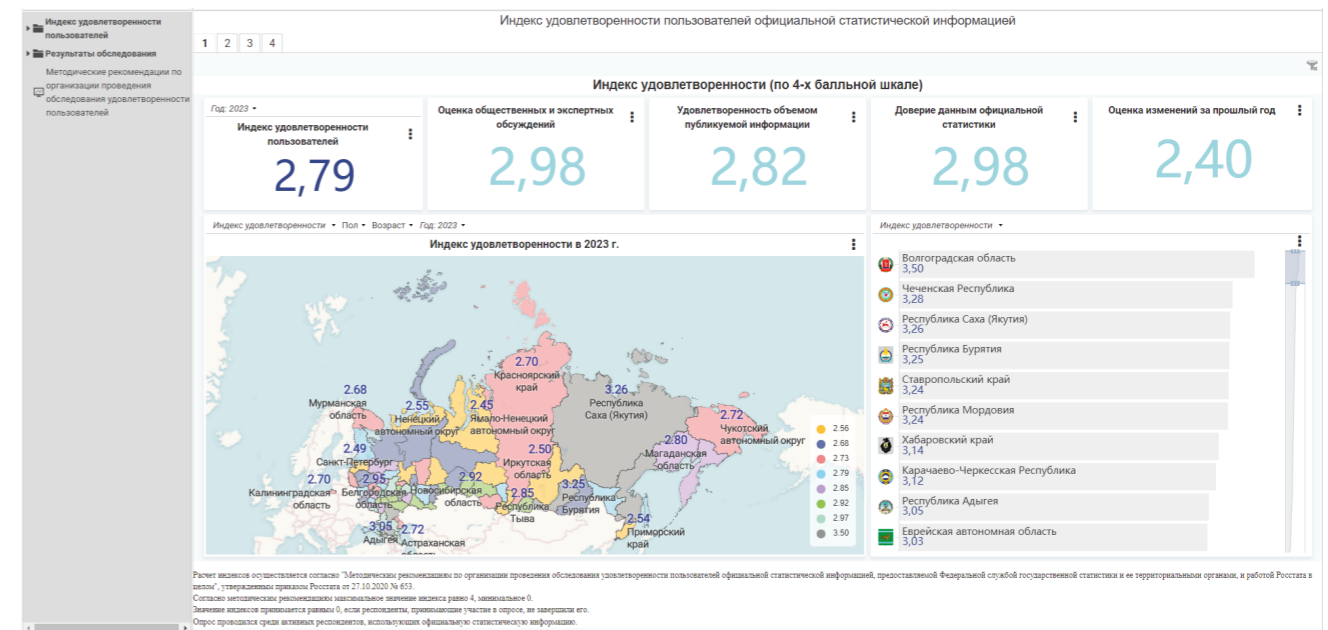 Индекс удовлетворенности
пользователей
Результаты обследования
Методические рекомендации по
организации проведения
обследования удовлетворенности
пользователей
Индекс удовлетворенности пользователей официальной статистической информацией
1 2 3 4
Индекс удовлетворенности (по 4-х балльной шкале)
Год: 2023
Индекс удовлетворенности
пользователей
2,79
Оценка общественных и экспертных
обсуждений
2,98
Удовлетворенность объемом
публикуемой информации
2,82
Доверие данным официальной
статистики
2,98
Оценка изменений за прошлый год
2,40
Индекс удовлетворенности Пол Возраст Год: 2023
Индекс удовлетворенности в 2023 г.
2.70
Красноярский
край
2.68
Мурманская
область
2.55
Ненецкий
автономный округ
2.45
Ямало-Ненецкий
автономный округ
3.26
Республика
Саха (Якутия)
2.72
Чукотский
автономный округ
2.80
Магаданская
область
2.49
Санкт-Петербург
2.50
Иркутская
область
2.70
Калининградская
область
2.95
Белгородская
область
2.92
Новосибирская
область
2.85
Республика
Тыва
3.25
Республика
Бурятия
2.54
Приморский
край
3.05
Адыгея
2.72
Астраханская
область
2.56
2.68
2.73
2.79
2.85
2.92
2.97
3.50
Индекс удовлетворенности
Волгоградская область
3,50
Чеченская Республика
3,28
Республика Саха (Якутия)
3,26
Республика Бурятия
3,25
Ставропольский край
3,24
Республика Мордовия
3,24
Хабаровский край
3,14
Карачаево-Черкесская Республика
3,12
Республика Адыгея
3,05
Еврейская автономная область
3,03
Расчет индексов осуществляется согласно "Методическим рекомендациям по организации проведения обследования удовлетворенности пользователей официальной статистической информацией, предоставляемой Федеральной службой государственной статистики и ее территориальными органами, и работой Росстата в
целом", утвержденным приказом Росстата от 27.10.2020 № 653.
Согласно методическим рекомендациям максимальное значение индекса равно 4, минимальное 0.
Значение индексов принимается равным 0, если респонденты, принимающие участие в опросе, не завершили его.
Опрос проводился среди активных респондентов, использующих официальную статистическую информацию.